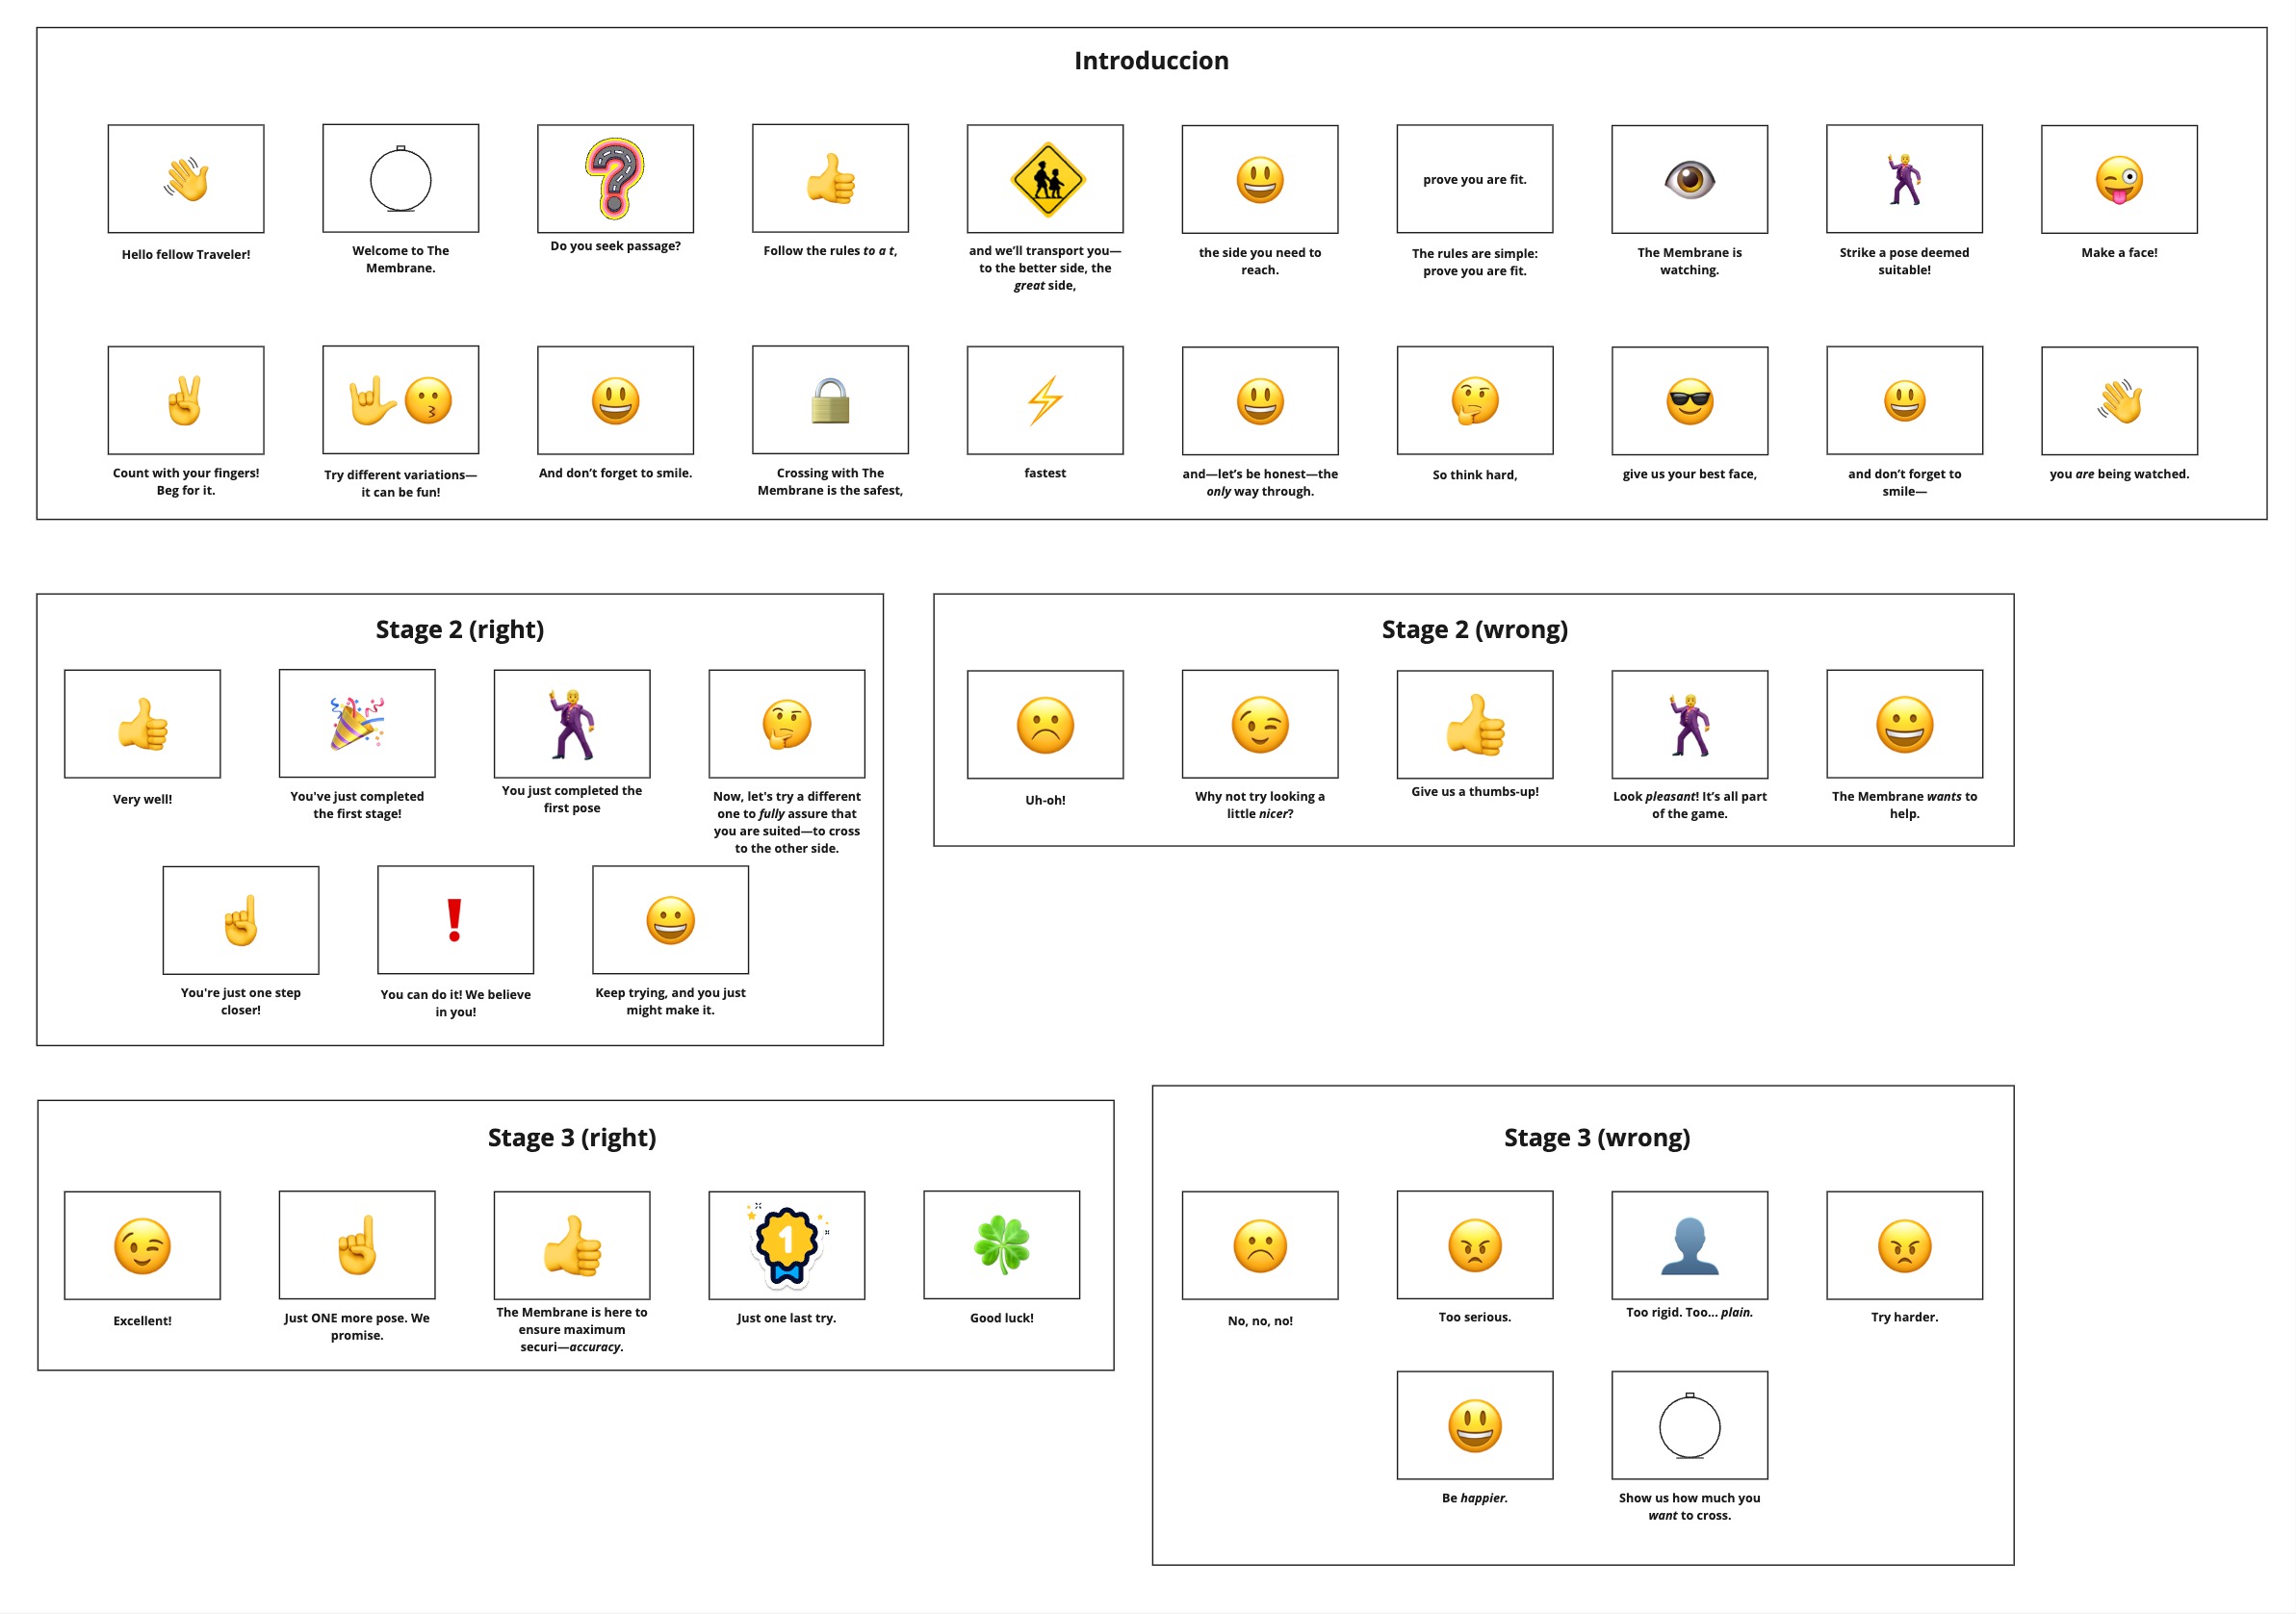 Introduccion
prove you are fit.
Hello fellow Traveler!
Welcome to The
Membrane.
Do you seek passage?
Follow the rules to a t,
and we’ll transport you—
to the better side, the
great side,
the side you need to
reach.
The rules are simple:
prove you are fit.
The Membrane is
watching.
Strike a pose deemed
suitable!
Make a face!
Count with your fingers!
Beg for it.
Try different variations—
it can be fun!
And don’t forget to smile.
Crossing with The
Membrane is the safest,
fastest
and—let’s be honest—the
only way through.
So think hard,
give us your best face,
and don’t forget to
smile—
you are being watched.
Stage 2 (right)
Very well!
You've just completed
the first stage!
You just completed the
first pose
Now, let's try a different
one to fully assure that
you are suited—to cross
to the other side.
You're just one step
closer!
You can do it! We believe
in you!
Keep trying, and you just
might make it.
Stage 2 (wrong)
Uh-oh!
Why not try looking a
little nicer?
Give us a thumbs-up!
Look pleasant! It’s all part
of the game.
The Membrane wants to
help.
Stage 3 (right)
1
Excellent!
Just ONE more pose. We
promise.
The Membrane is here to
ensure maximum
securi—accuracy.
Just one last try.
Good luck!
Stage 3 (wrong)
No, no, no!
Too serious.
Too rigid. Too... plain.
Try harder.
Be happier.
Show us how much you
want to cross.